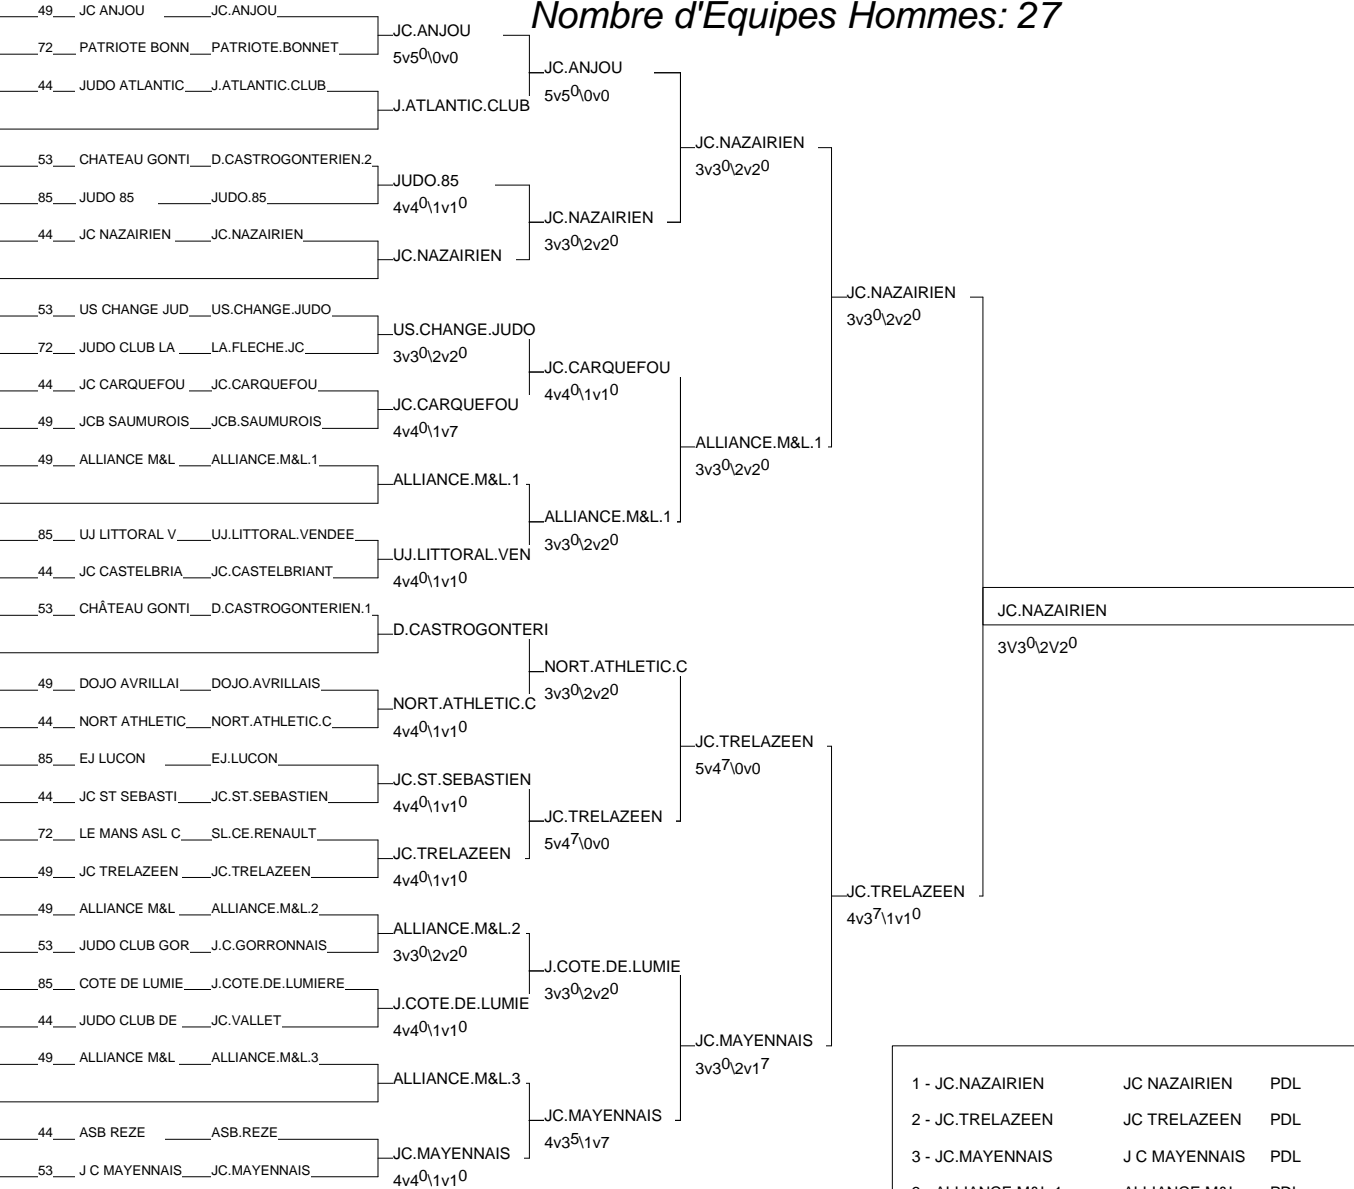 Nombre d'Equipes Hommes: 27
49 JC ANJOU JC.ANJOU
JC.ANJOU
72 PATRIOTE BONN PATRIOTE.BONNET
5v50\0v0
JC.ANJOU
44 JUDO ATLANTIC J.ATLANTIC.CLUB
5v50\0v0
J.ATLANTIC.CLUB
JC.NAZAIRIEN
53 CHATEAU GONTI D.CASTROGONTERIEN.2
3v30\2v20
JUDO.85
85 JUDO 85 JUDO.85
4v40\1v10
JC.NAZAIRIEN
44 JC NAZAIRIEN JC.NAZAIRIEN
3v30\2v20
JC.NAZAIRIEN
JC.NAZAIRIEN
53 US CHANGE JUD US.CHANGE.JUDO
3v30\2v20
US.CHANGE.JUDO
72 JUDO CLUB LA LA.FLECHE.JC
3v30\2v20
JC.CARQUEFOU
44 JC CARQUEFOU JC.CARQUEFOU
4v40\1v10
JC.CARQUEFOU
49 JCB SAUMUROIS JCB.SAUMUROIS
4v40\1v7
ALLIANCE.M&L.1
49 ALLIANCE M&L ALLIANCE.M&L.1
3v30\2v20
ALLIANCE.M&L.1
ALLIANCE.M&L.1
85 UJ LITTORAL V UJ.LITTORAL.VENDEE
3v30\2v20
UJ.LITTORAL.VEN
44 JC CASTELBRIA JC.CASTELBRIANT
4v40\1v10
53 CHÂTEAU GONTI D.CASTROGONTERIEN.1
JC.NAZAIRIEN
D.CASTROGONTERI
3V30\2V20
NORT.ATHLETIC.C
49 DOJO AVRILLAI DOJO.AVRILLAIS
3v30\2v20
NORT.ATHLETIC.C
44 NORT ATHLETIC NORT.ATHLETIC.C
4v40\1v10
JC.TRELAZEEN
85 EJ LUCON EJ.LUCON
5v47\0v0
JC.ST.SEBASTIEN
44 JC ST SEBASTI JC.ST.SEBASTIEN
4v40\1v10
JC.TRELAZEEN
72 LE MANS ASL C SL.CE.RENAULT
5v47\0v0
JC.TRELAZEEN
49 JC TRELAZEEN JC.TRELAZEEN
4v40\1v10
JC.TRELAZEEN
49 ALLIANCE M&L ALLIANCE.M&L.2
4v37\1v10
ALLIANCE.M&L.2
53 JUDO CLUB GOR J.C.GORRONNAIS
3v30\2v20
J.COTE.DE.LUMIE
85 COTE DE LUMIE J.COTE.DE.LUMIERE
3v30\2v20
J.COTE.DE.LUMIE
44 JUDO CLUB DE JC.VALLET
4v40\1v10
JC.MAYENNAIS
49 ALLIANCE M&L ALLIANCE.M&L.3
3v30\2v17
ALLIANCE.M&L.3
JC.MAYENNAIS
44 ASB REZE ASB.REZE
4v35\1v7
JC.MAYENNAIS
53 J C MAYENNAIS JC.MAYENNAIS
4v40\1v10
1 - JC.NAZAIRIEN JC NAZAIRIEN PDL
2 - JC.TRELAZEEN JC TRELAZEEN PDL
3 - JC.MAYENNAIS J C MAYENNAIS PDL